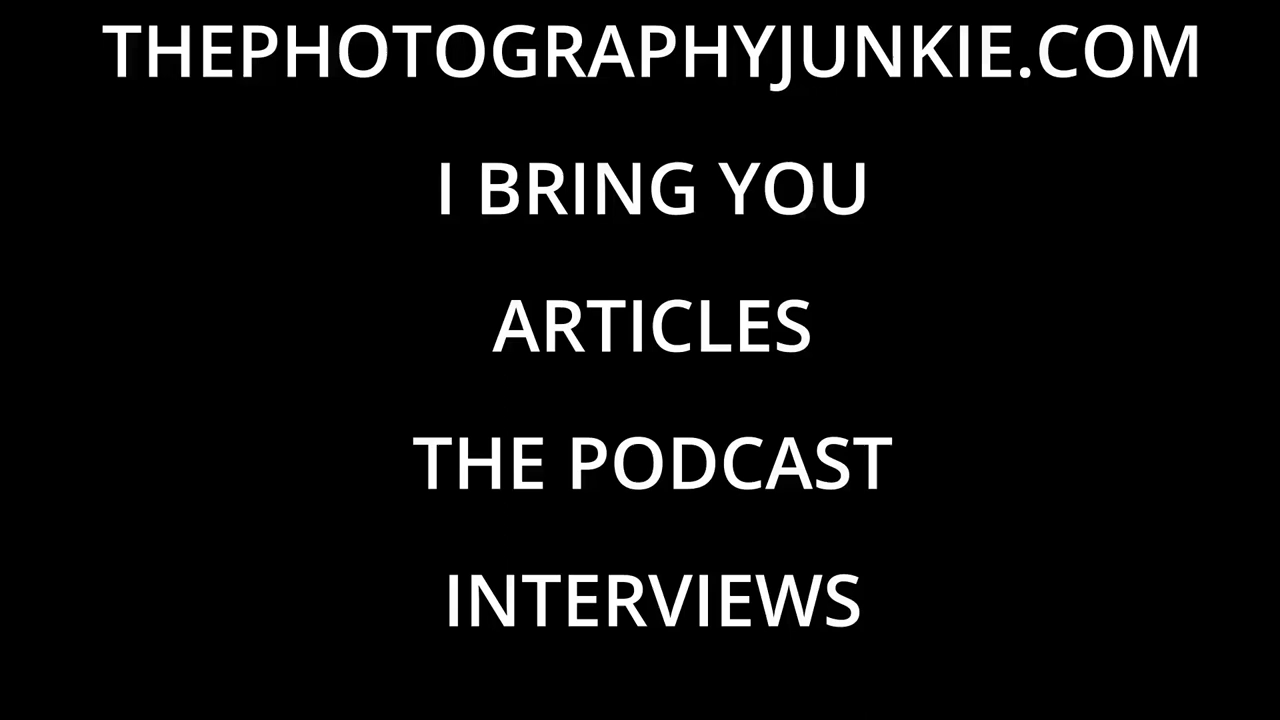 THEPHOTOGRAPHYJUNKIE.COM
I BRING YOU
ARTICLES
THE PODCAST
INTERVIEWS